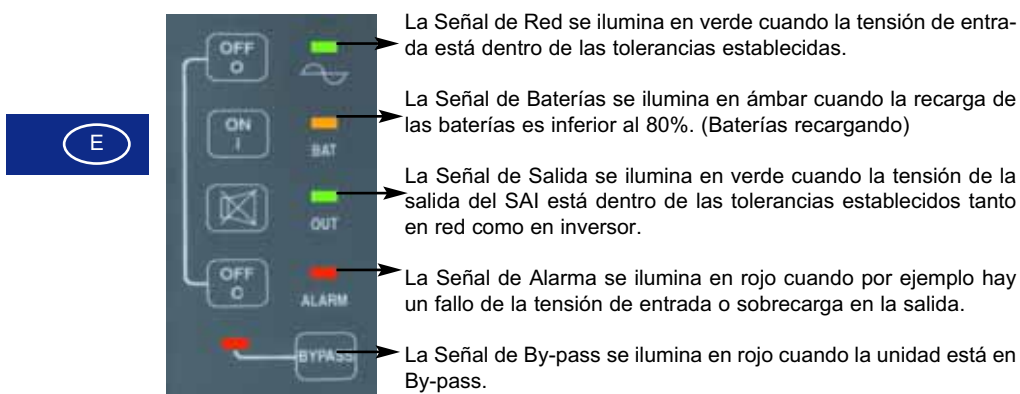 La Señal de Red se ilumina en verde cuando la tensión de entra-
da está dentro de las tolerancias establecidas.
La Señal de Baterías se ilumina en ámbar cuando la recarga de
las baterías es inferior al 80%. (Baterías recargando)
La Señal de Salida se ilumina en verde cuando la tensión de la
salida del SAI está dentro de las tolerancias establecidos tanto
en red como en inversor.
La Señal de Alarma se ilumina en rojo cuando por ejemplo hay
un fallo de la tensión de entrada o sobrecarga en la salida.
La Señal de By-pass se ilumina en rojo cuando la unidad está en
By-pass.
E
OFF
O
ON
I
BAT
OUT
OFF
O
ALARM
BYPASS